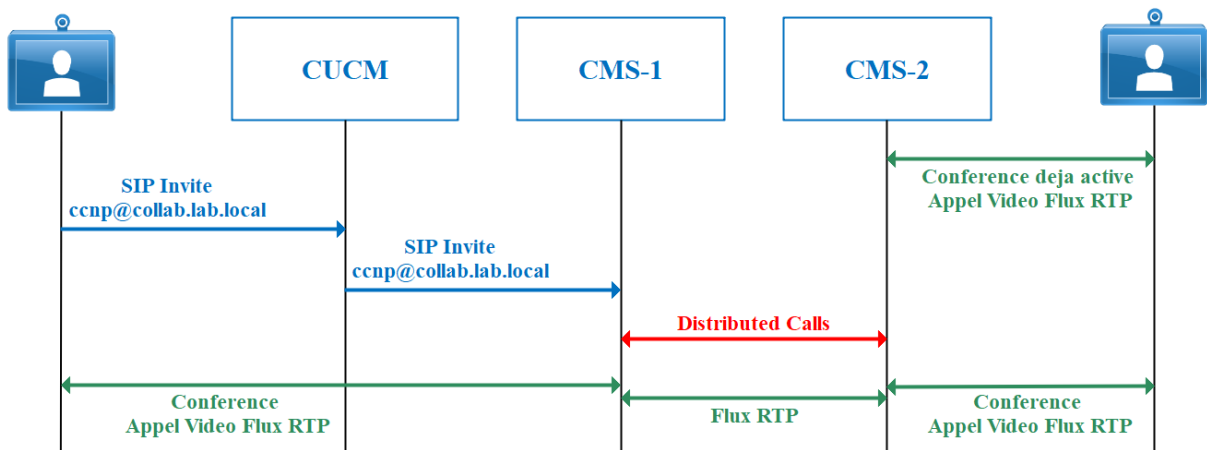 CUCM
CMS-1
CMS-2
Conference deja active
Appel Video Flux RTP
SIP Invite
ccnp@collab.lab.local
SIP Invite
ccnp@collab.lab.local
Distributed Calls
Conference
Appel Video Flux RTP
Flux RTP
Conference
Appel Video Flux RTP